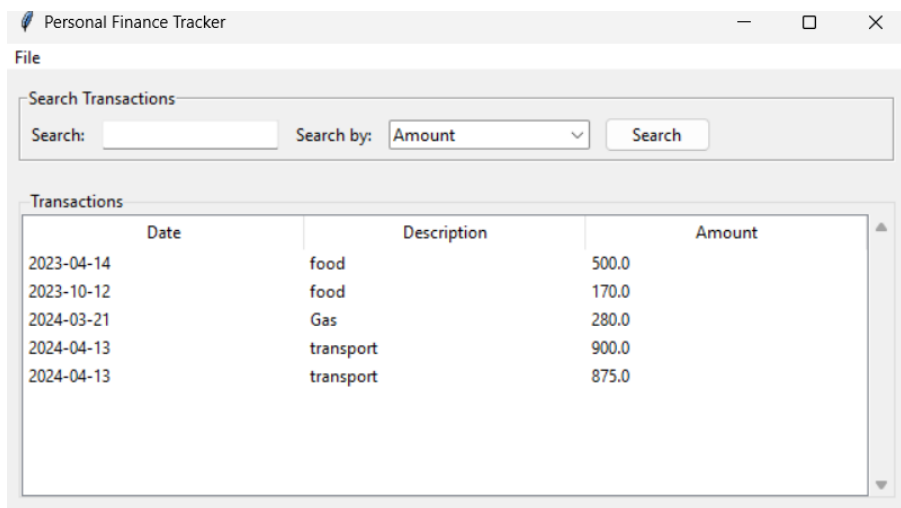 Personal Finance Tracker
File
Search Transactions
Search: Search by: Amount Search
Transactions
Date Description Amount
2023-04-14 food 500.0
2023-10-12 food 170.0
2024-03-21 Gas 280.0
2024-04-13 transport 900.0
2024-04-13 transport 875.0